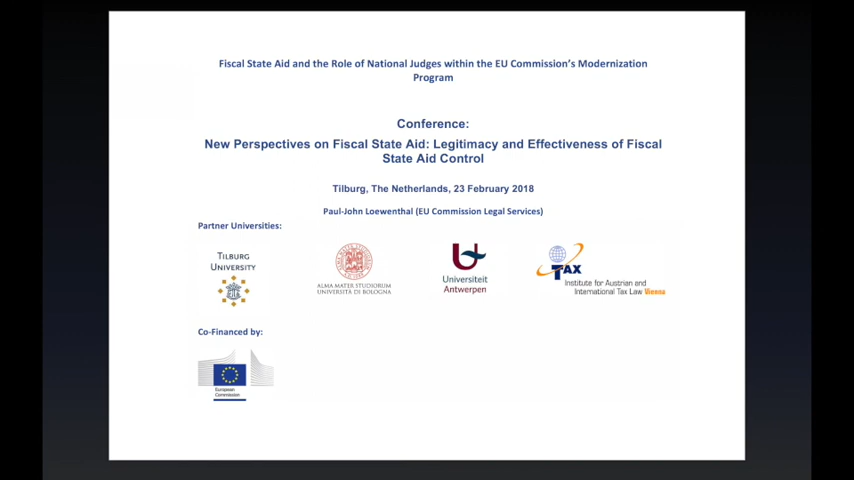 Fiscal State Aid and the Role of National Judges within the EU Commission's Modernization
Program
Conference:
New Perspectives on Fiscal State Aid: Legitimacy and Effectiveness of Fiscal
State Aid Control
Tilburg, The Netherlands, 23 February 2018
Paul-John Loewenthal (EU Commission Legal Services)
Partner Universities:
TILBURG
UNIVERSITY
ALMA MATER STUDIORUM
UNIVERSITÀ DI BOLOGNA
Universiteit
Antwerpen
TAX
Institute for Austrian and
International Tax Law Vienna
Co-Financed by:
European
Commission